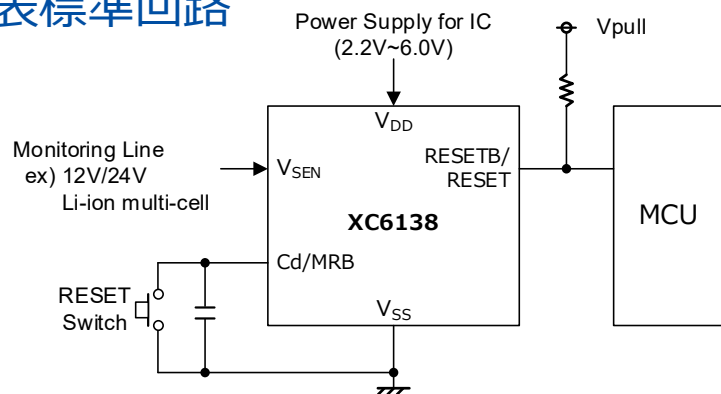 表標準回路
Power Supply for IC
(2.2V~6.0V)
Vpull
VDD
Monitoring Line
ex) 12V/24V
Li-ion multi-cell
VSEN
RESETB/
RESET
XC6138
MCU
Cd/MRB
RESET
Switch
VSS